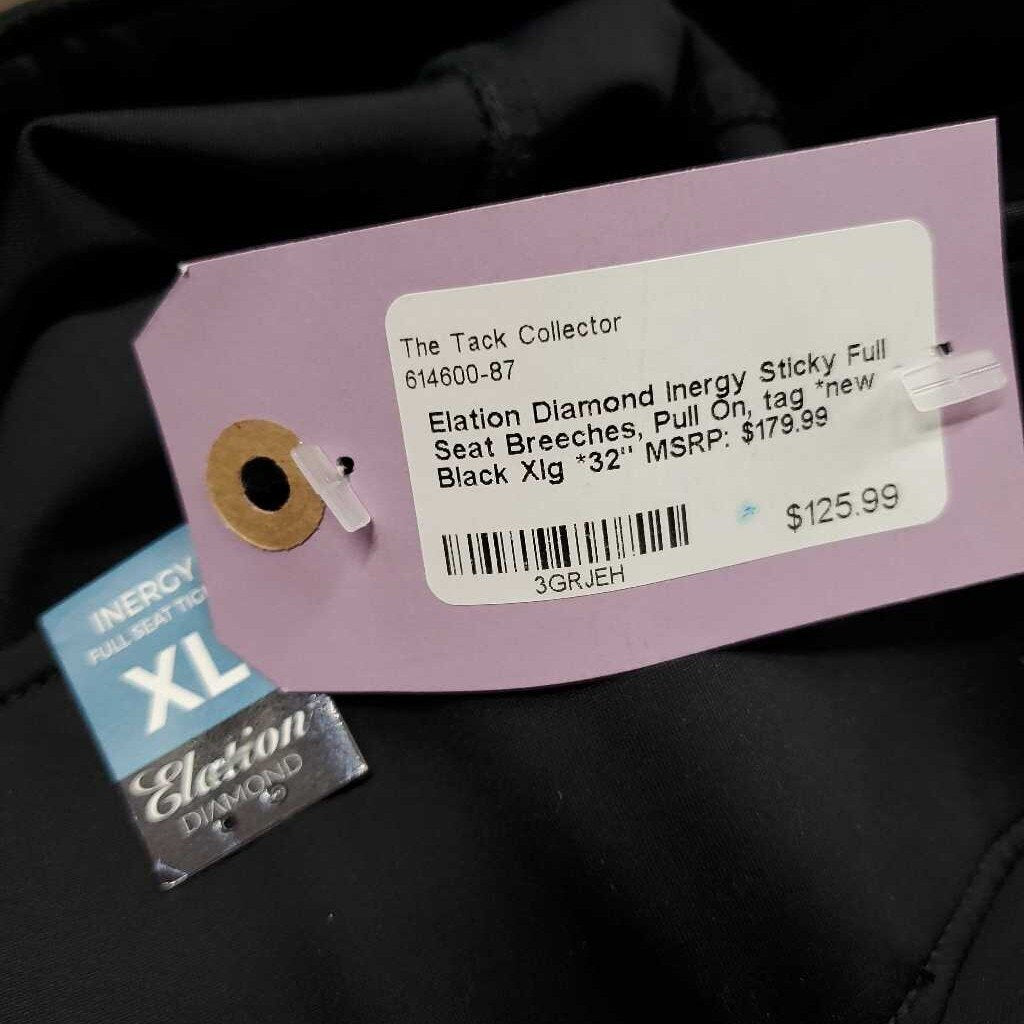 The Tack Collector
614600-87
Elation Diamond Inergy Sticky Full
Seat Breeches, Pull On, tag *new
Black Xlg *32" MSRP: $179.99
$125.99
3GRJEH
INERGY
FULL SEAT
XL
Elation
DIAMOND